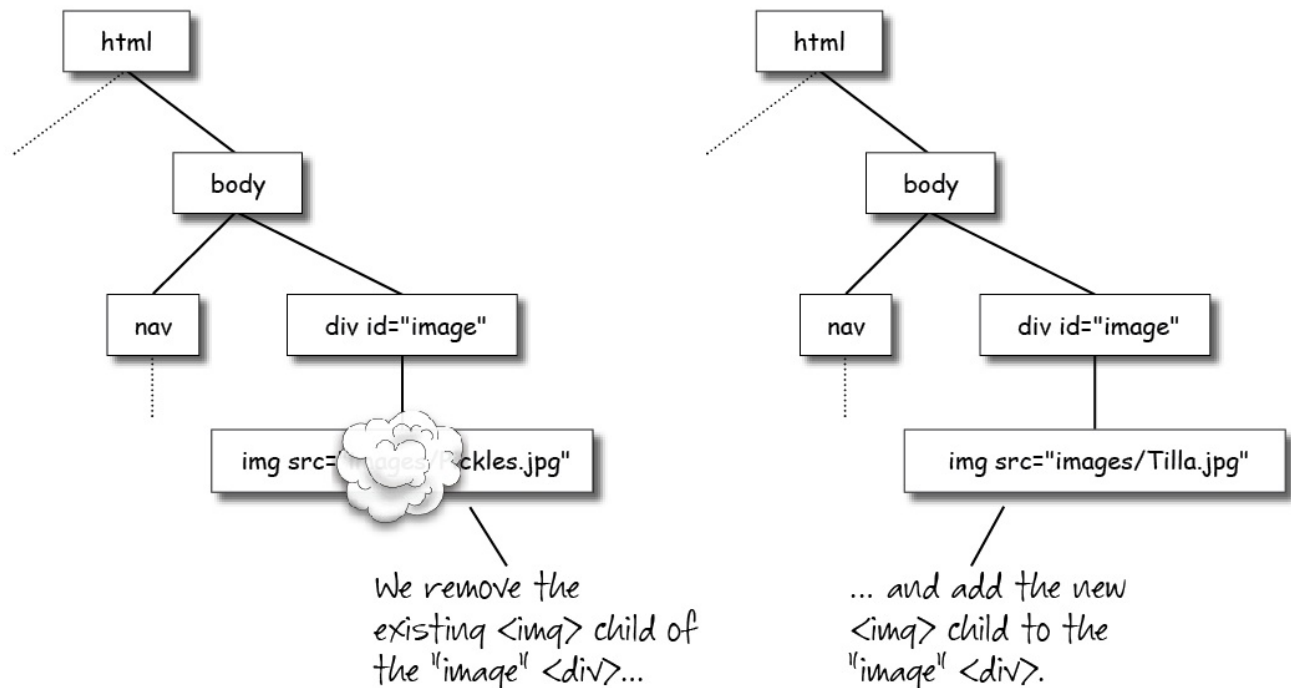 html
body
nav
div id="image"
img src="images/Pickles.jpg"
We remove the
existing <img> child of
the "image" <div>...
html
body
nav
div id="image"
img src="images/Tilla.jpg"
... and add the new
<img> child to the
"image" <div>.